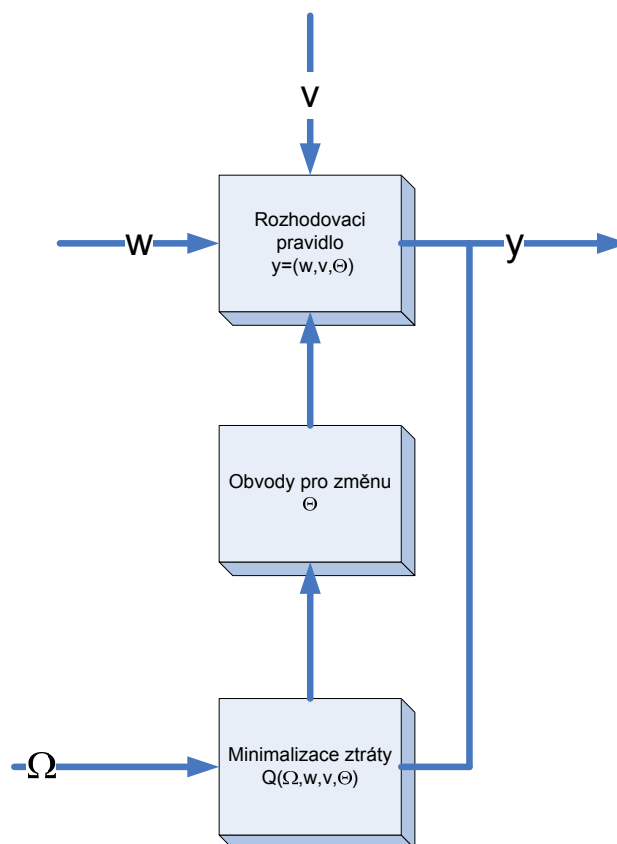 v
Rozhodovaci
pravidlo
y=(w,v,Θ)
w
y
Obvody pro změnu
Θ
Minimalizace ztráty
Q(Ω,w,v,Θ)
Ω